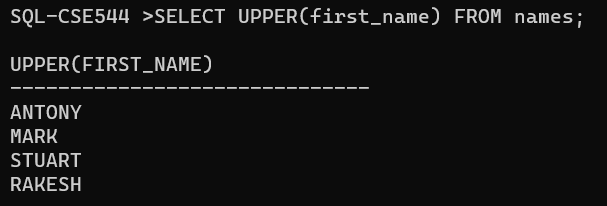 SQL-CSE544 >SELECT UPPER(first_name) FROM names;
UPPER(FIRST_NAME)
------------------------------
ANTONY
MARK
STUART
RAKESH